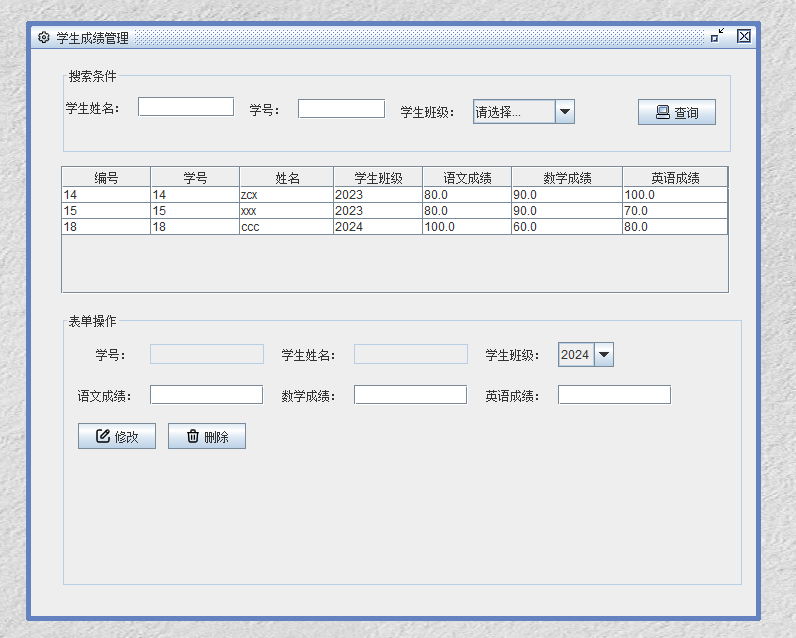 学生成绩管理
搜索条件
学生姓名： 学号： 学生班级： 请选择... 查询
编号 学号 姓名 学生班级 语文成绩 数学成绩 英语成绩
14 14 zcx 2023 80.0 90.0 100.0
15 15 xxx 2023 80.0 90.0 70.0
18 18 ccc 2024 100.0 60.0 80.0
表单操作
学号： 学生姓名： 学生班级： 2024
语文成绩： 数学成绩： 英语成绩：
修改 删除